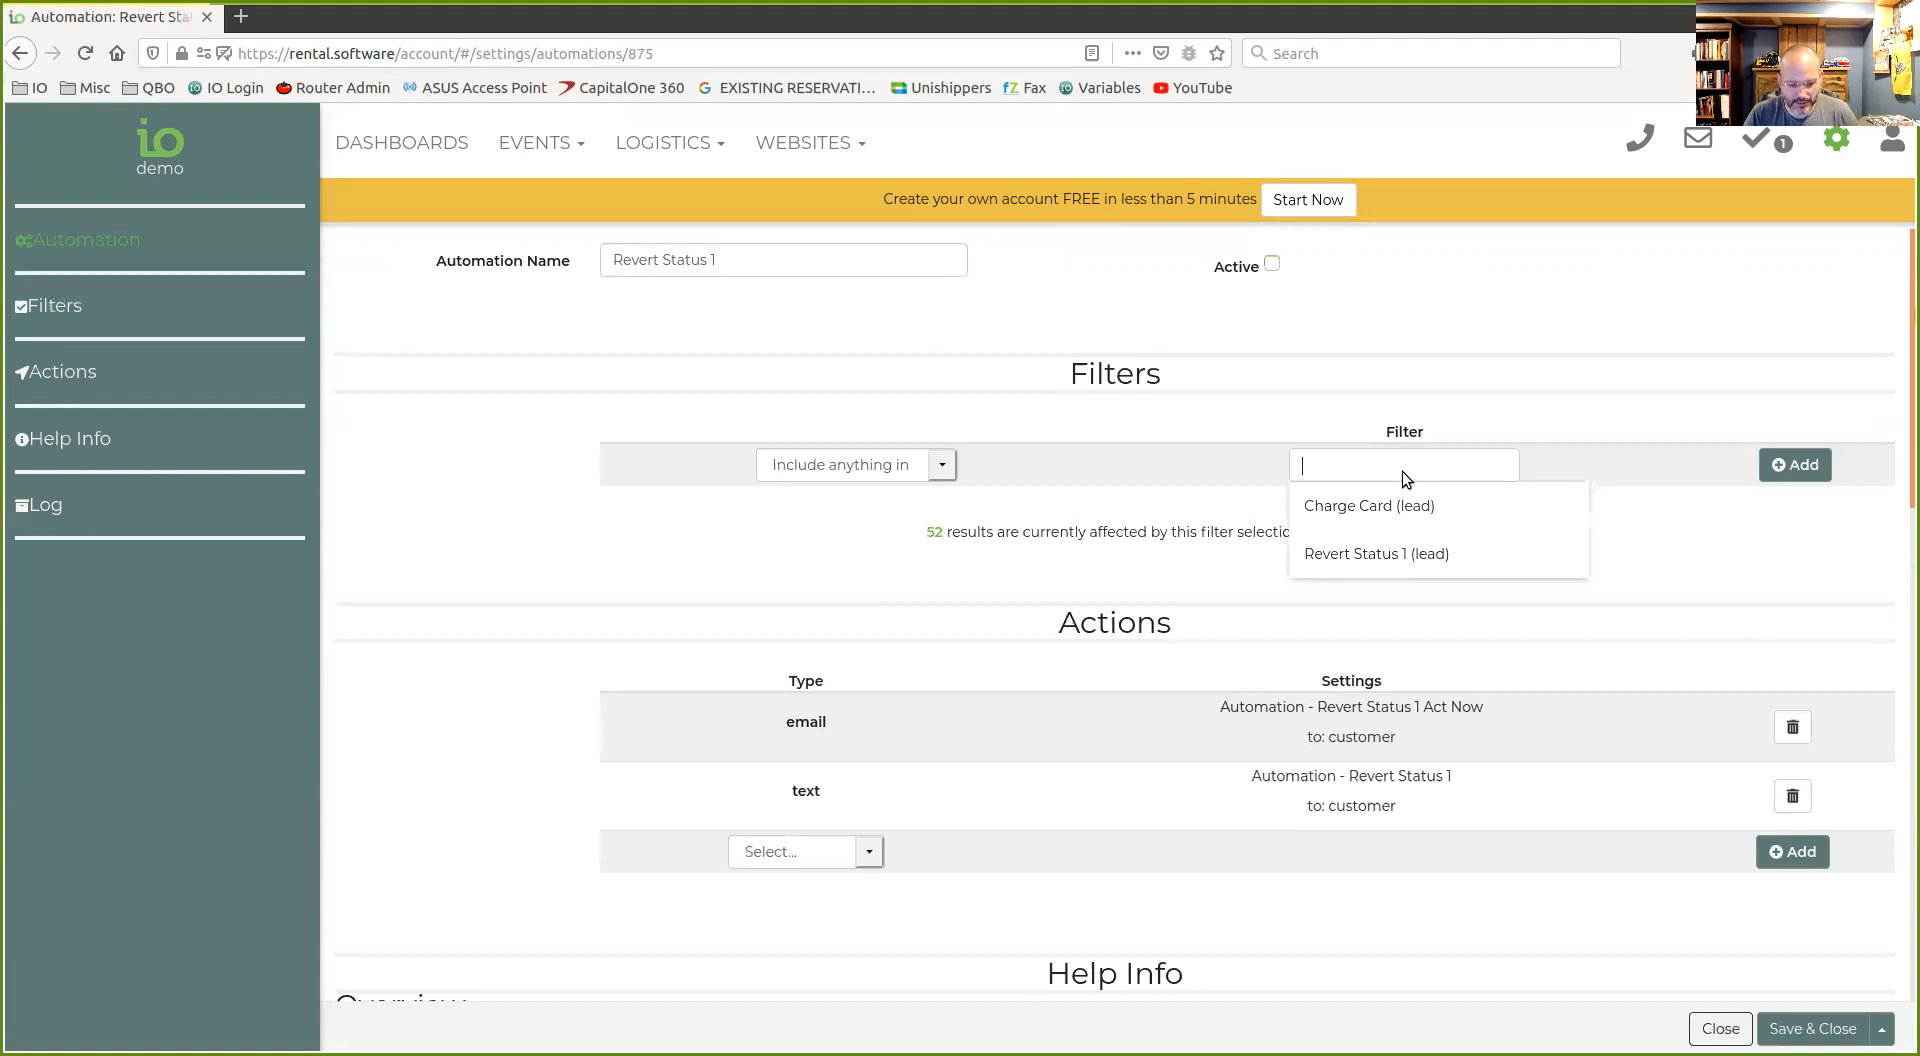 Automation: Revert Sta
https://rental.software/account/#/settings/automations/875
Search
IO
Misc
QBO
IO Login
Router Admin
ASUS Access Point
CapitalOne 360
EXISTING RESERVATI...
Unishippers
Fax
Variables
YouTube
io
demo
DASHBOARDS
EVENTS
LOGISTICS
WEBSITES
1
Create your own account FREE in less than 5 minutes
Start Now
Automation
Filters
Actions
Help Info
Log
Automation Name
Revert Status 1
Active
Filters
Filter
Include anything in
Add
Charge Card (lead)
52 results are currently affected by this filter selectio
Revert Status 1 (lead)
Actions
Type
Settings
email
Automation - Revert Status 1 Act Now
to: customer
text
Automation - Revert Status 1
to: customer
Select...
Add
Help Info
Overview
Close
Save & Close